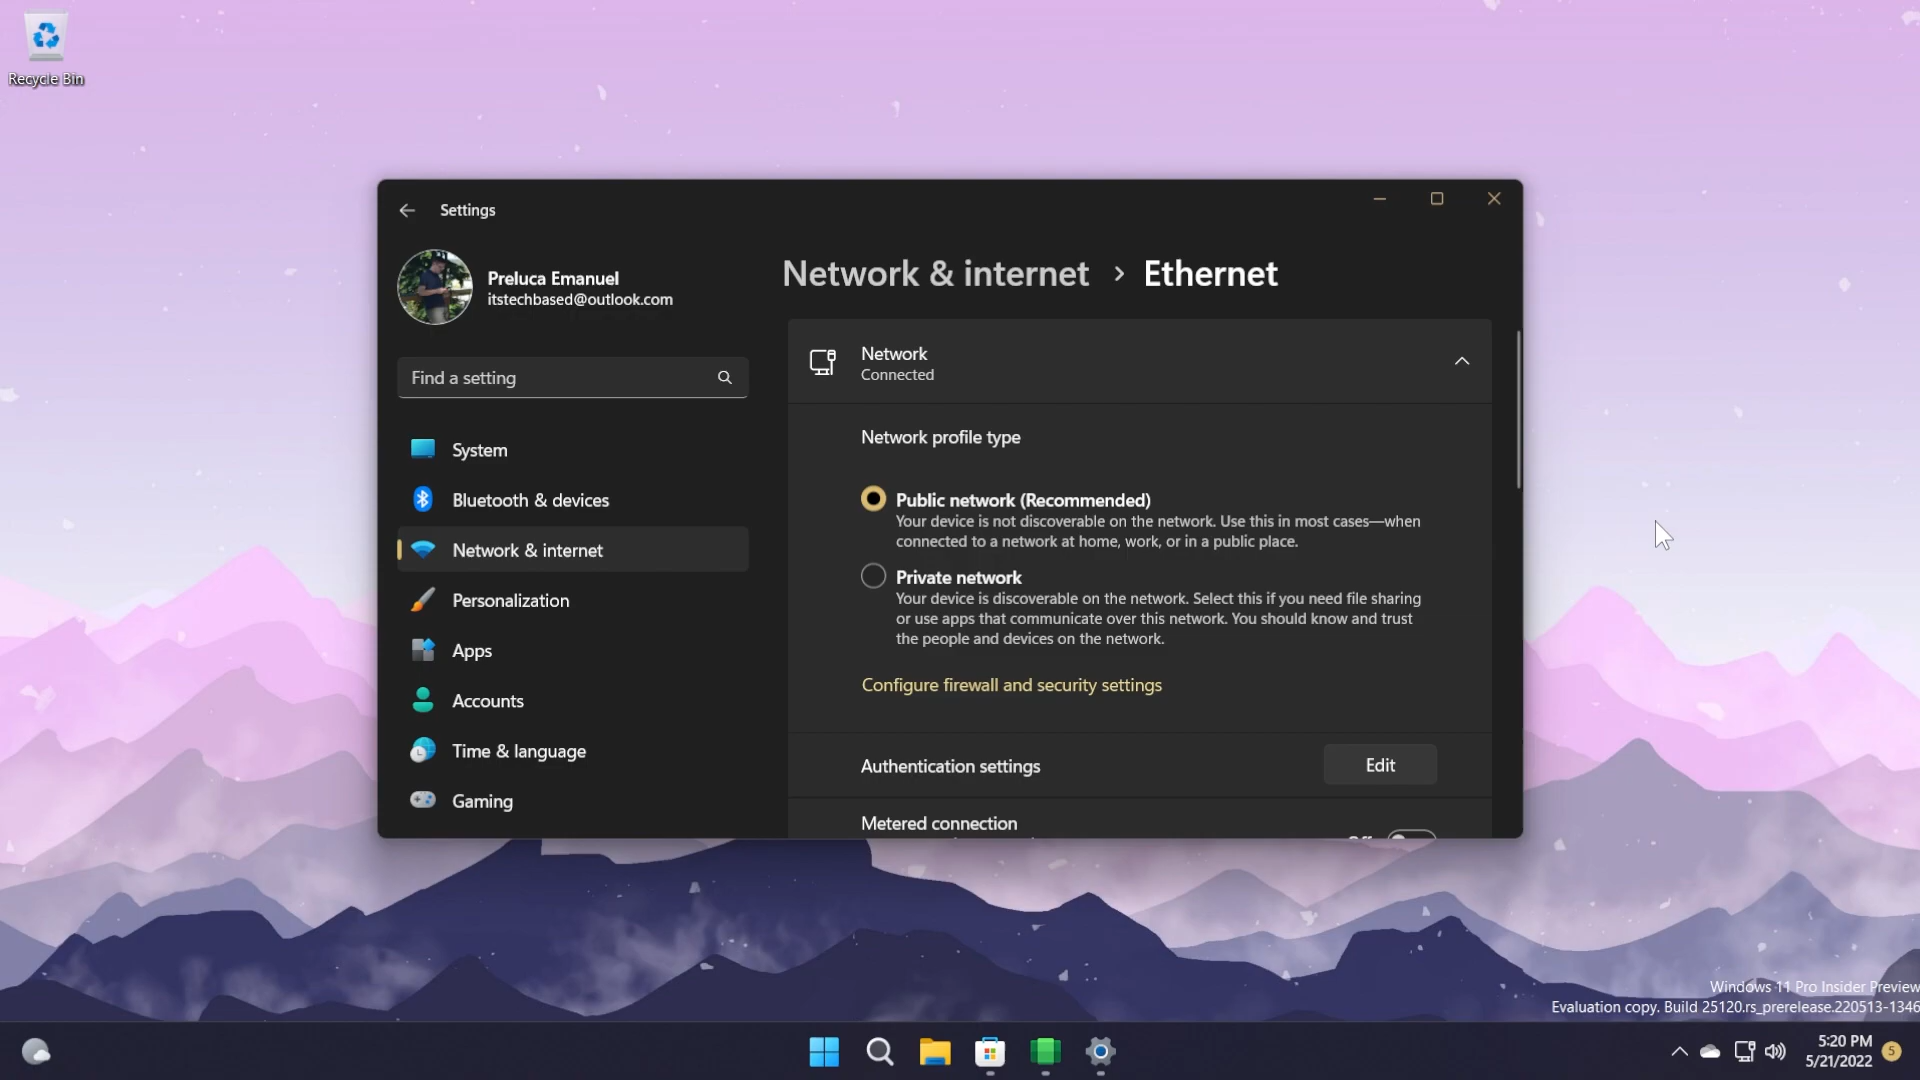 Recycle Bin
Settings
Preluca Emanuel
itstechbased@outlook.com
Find a setting
System
Bluetooth & devices
Network & internet
Personalization
Apps
Accounts
Time & language
Gaming
Network & internet > Ethernet
Network
Connected
Network profile type
Public network (Recommended)
Your device is not discoverable on the network. Use this in most cases—when
connected to a network at home, work, or in a public place.
Private network
Your device is discoverable on the network. Select this if you need file sharing
or use apps that communicate over this network. You should know and trust
the people and devices on the network.
Configure firewall and security settings
Authentication settings
Edit
Metered connection
Windows 11 Pro Insider Preview
Evaluation copy. Build 25120.rs_prerelease.220513-1346
5:20 PM
5/21/2022
5